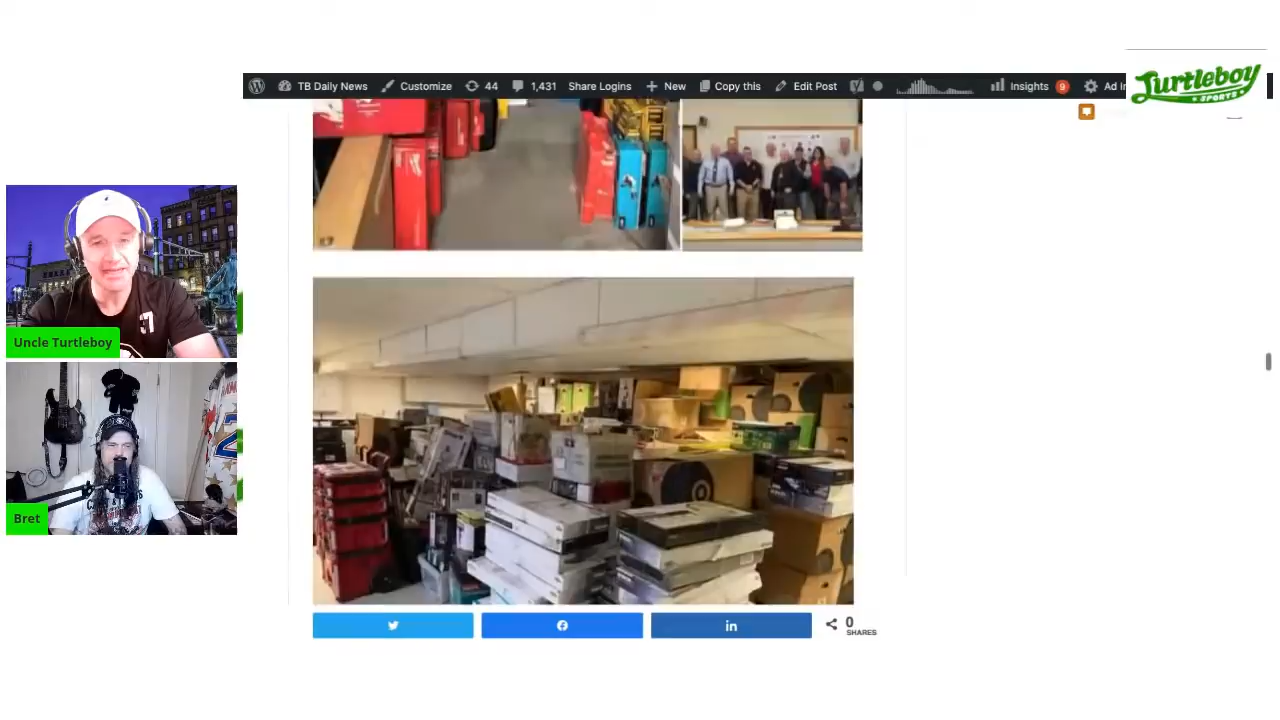 Turtleboy
SPORTS
TB Daily News Customize 44 1,431 Share Logins New Copy this Edit Post Insights 9 Ad
Uncle Turtleboy
Bret
0
SHARES